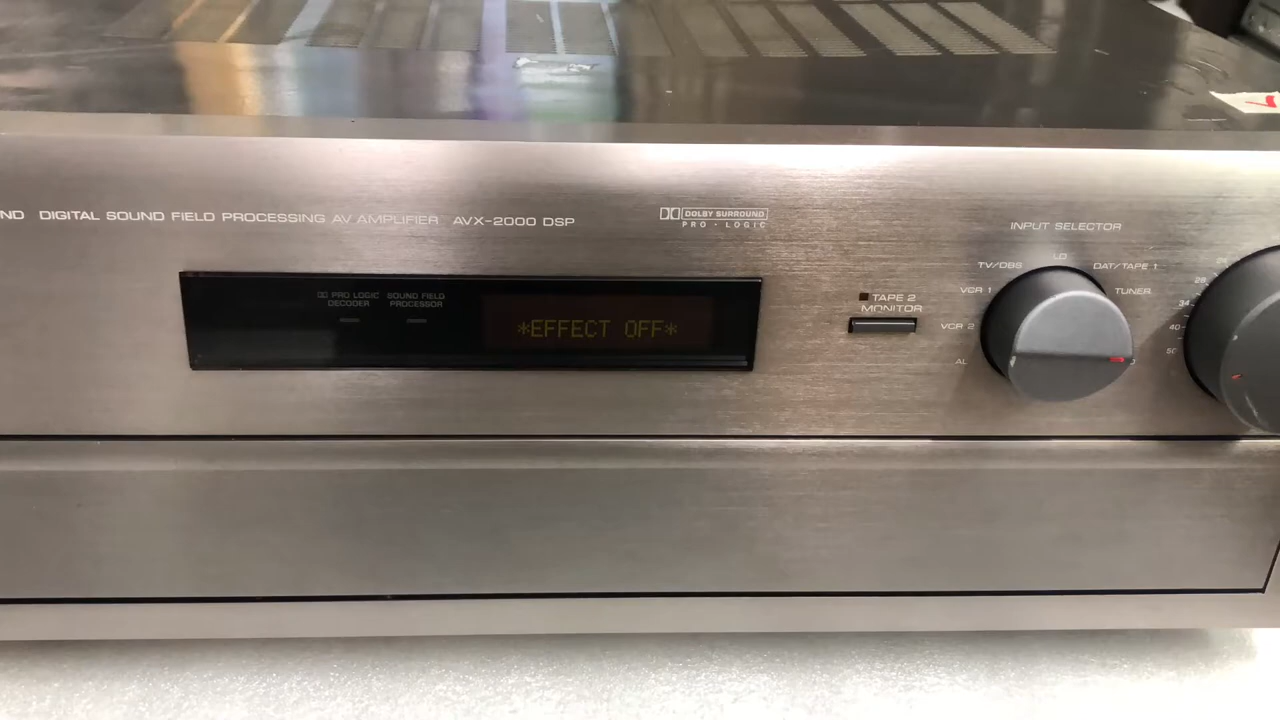 ND DIGITAL SOUND FIELD PROCESSING AV AMPLIFIER AVX-2000 DSP
DOLBY SURROUND
PRO · LOGIC
PRO LOGIC
DECODER
SOUND FIELD
PROCESSOR
*EFFECT OFF*
TAPE 2
MONITOR
INPUT SELECTOR
LD
TV/DBS
DAT/TAPE 1
VCR 1
TUNER
VCR 2
28
34
40
50